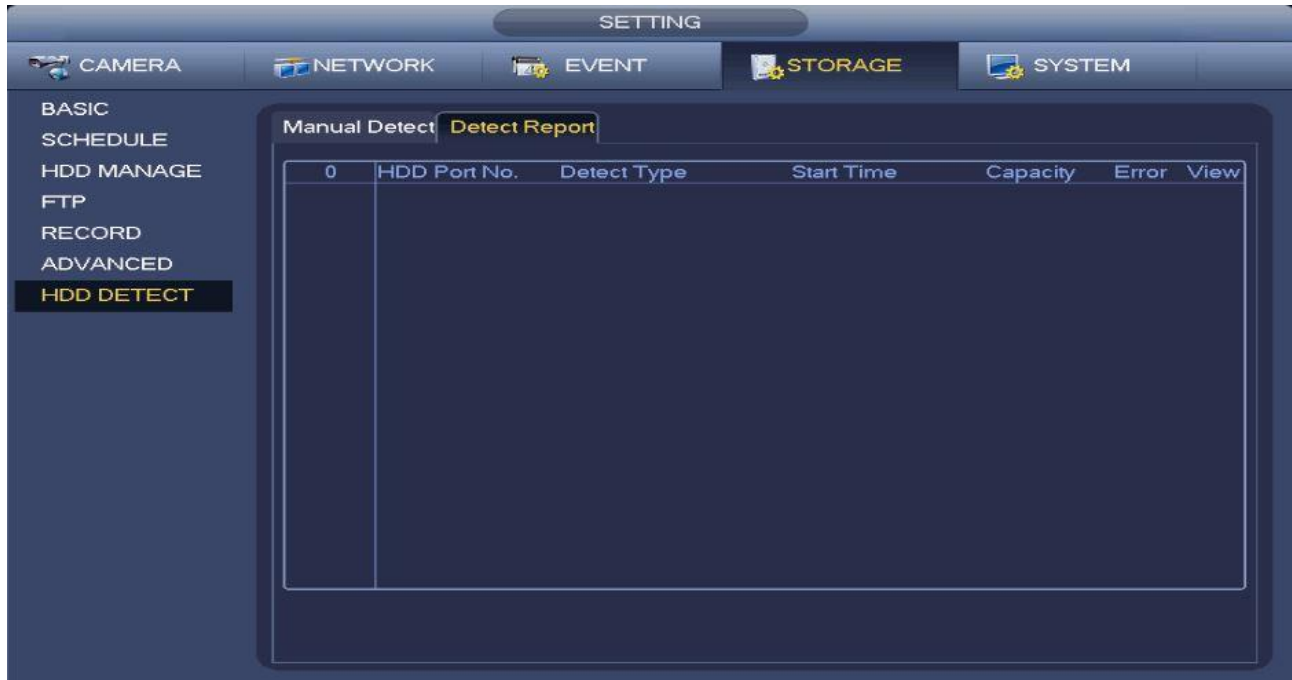 SETTING
CAMERA NETWORK EVENT STORAGE SYSTEM
BASIC
SCHEDULE
HDD MANAGE
FTP
RECORD
ADVANCED
HDD DETECT
Manual Detect Detect Report
0 HDD Port No. Detect Type Start Time Capacity Error View